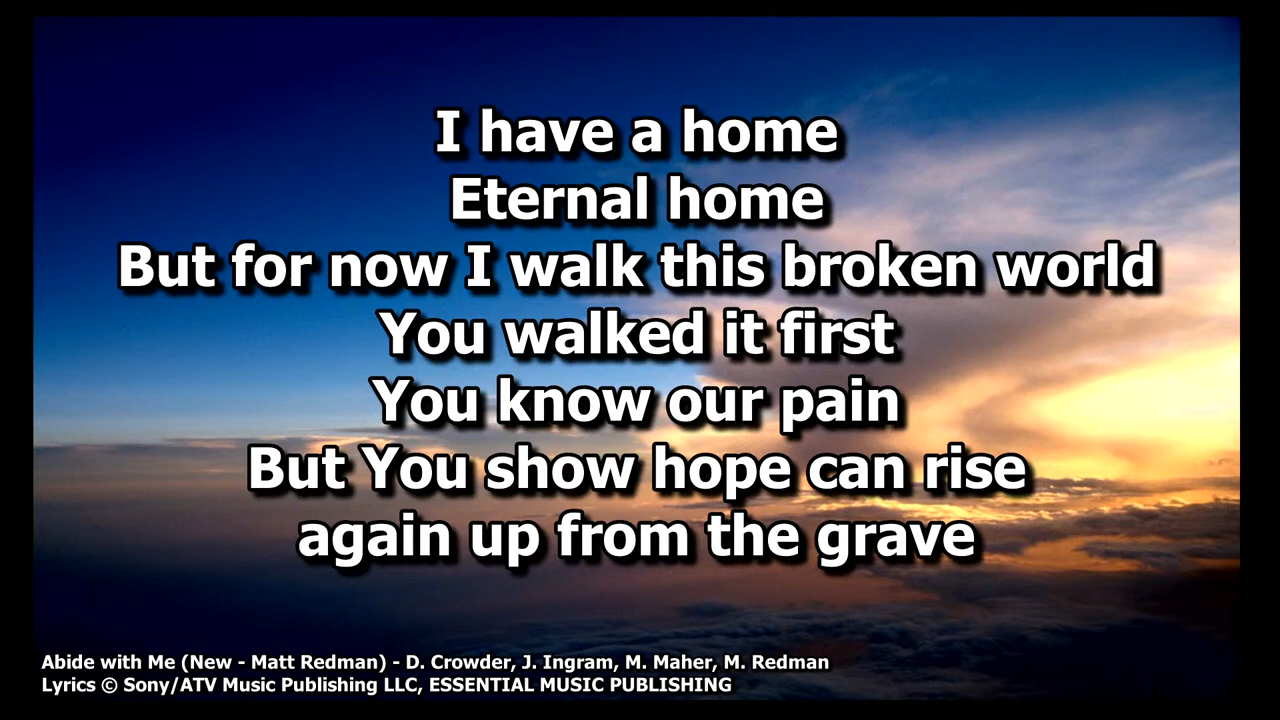 I have a home
Eternal home
But for now I walk this broken world
You walked it first
You know our pain
But You show hope can rise
again up from the grave
Abide with Me (New - Matt Redman) - D. Crowder, J. Ingram, M. Maher, M. Redman
Lyrics © Sony/ATV Music Publishing LLC, ESSENTIAL MUSIC PUBLISHING